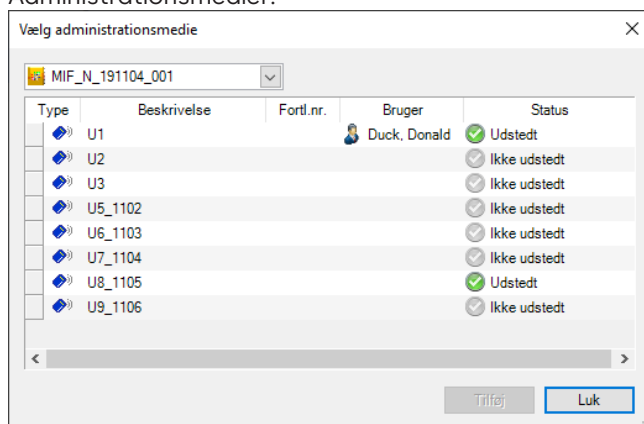 Administrationsmedier.
Vælg administrationsmedie
MIF_N_191104_001
Type Beskrivelse Fortl.nr. Bruger Status
U1 Duck, Donald Udstedt
U2 Ikke udstedt
U3 Ikke udstedt
U5_1102 Ikke udstedt
U6_1103 Ikke udstedt
U7_1104 Ikke udstedt
U8_1105 Udstedt
U9_1106 Ikke udstedt
Tilføj Luk